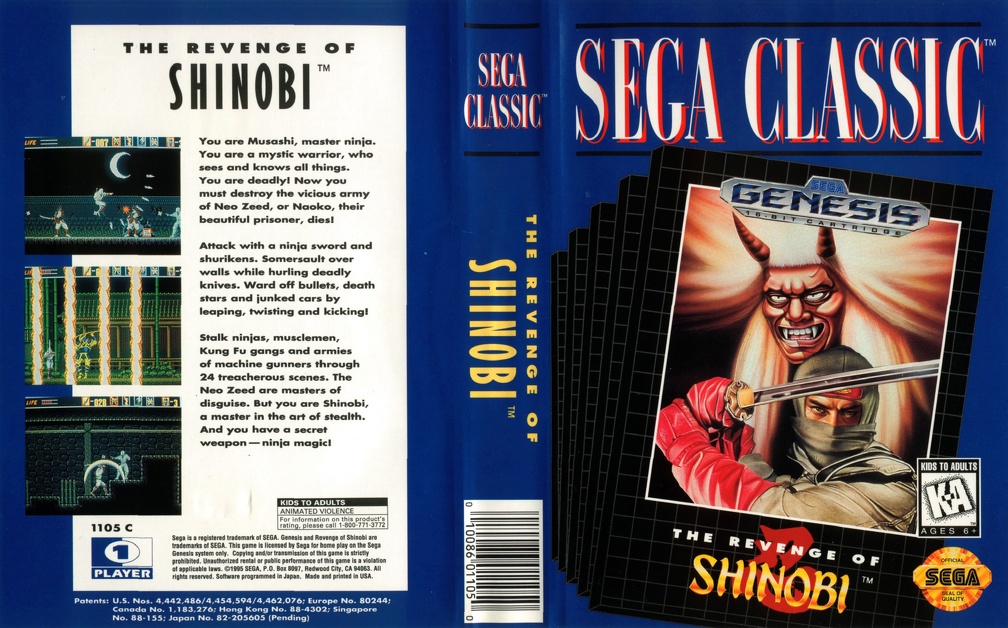 THE REVENGE OF
SHINOBI™
You are Musashi, master ninja.
You are a mystic warrior, who
sees and knows all things.
You are deadly! Now you
must destroy the vicious army
of Neo Zeed, or Naoko, their
beautiful prisoner, dies!
Attack with a ninja sword and
shurikens. Somersault over
walls while hurling deadly
knives. Ward off bullets, death
stars and junked cars by
leaping, twisting and kicking!
Stalk ninjas, musclemen,
Kung Fu gangs and armies
of machine gunners through
24 treacherous scenes. The
Neo Zeed are masters of
disguise. But you are Shinobi,
a master in the art of stealth.
And you have a secret
weapon — ninja magic!
LIFE
-007
LIFE
LIFE
-028
-3
KIDS TO ADULTS
ANIMATED VIOLENCE
For information on this product's
rating, please call 1-800-771-3772
1105 C
1
PLAYER
Sega is a registered trademark of SEGA. Genesis and Revenge of Shinobi are
trademarks of SEGA. This game is licensed by Sega for home play on the Sega
Genesis system only. Copying and/or transmission of this game is strictly
prohibited. Unauthorized rental or public performance of this game is a violation
of applicable laws. ©1995 SEGA, P.O. Box 8097, Redwood City, CA 94063. All
rights reserved. Software programmed in Japan. Made and printed in USA.
Patents: U.S. Nos. 4,442,486/4,454,594/4,462,076; Europe No. 80244;
Canada No. 1,183,276; Hong Kong No. 88-4302; Singapore
No. 88-155; Japan No. 82-205605 (Pending)
SEGA
CLASSIC™
THE REVENGE OF
SHINOBI™
0 10086 01105 0
SEGA CLASSIC™
SEGA
GENESIS
16-BIT CARTRIDGE
KIDS TO ADULTS
K-A
AGES 6+
THE REVENGE OF
SHINOBI™
OFFICIAL
SEGA
SEAL OF
QUALITY